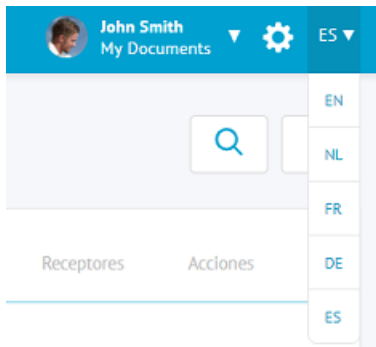 John Smith
My Documents
ES
EN
NL
FR
Receptores Acciones DE
ES